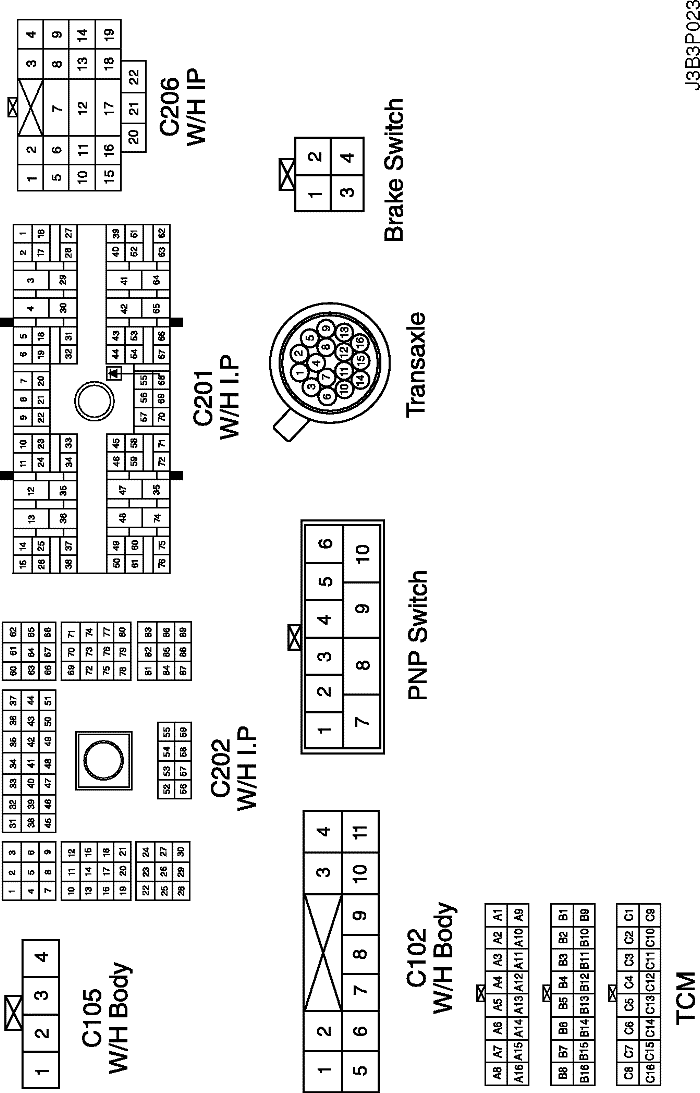 1 2 3 4
C105
W/H Body
1 2 3
4 5 6
7 8 9
10 11 12
13 14 15
16 17 18
19 20 21
22 23 24
25 26 27
28 29 30
31 32 33 34 35 36 37
38 39 40 41 42 43 44
45 46 47 48 49 50 51
52 53 54 55
56 57 58 59
60 61 62
63 64 65
66 67 68
69 70 71
72 73 74
75 76 77
78 79 80
81 82 83
84 85 86
87 88 89
C202
W/H I.P
15 14 13 12 11 10 9 8 7 6 5 4 3 2 1
26 25 24 23 22 21 20 19 18 17 16
38 37 36 35 34 33 32 31 30 29 28 27
50 49 48 47 46 45 44 43 42 41 40 39
61 60 59 58 57 56 55 54 53 52 51
76 75 74 35 72 71 70 69 68 67 66 65 64 63 62
C201
W/H I.P
1 2 3 4
5 6 7 8 9
10 11 12 13 14
15 16 17 18 19
20 21 22
C206
W/H IP
1 2 3 4
5 6 7 8 9 10 11
C102
W/H Body
1 2 3 4 5 6
7 8 9 10
PNP Switch
1 2
3 4 5
6 7 8 9
10 11 12 13
14 15 16
Transaxle
1 2
3 4
Brake Switch
A8 A7 A6 A5 A4 A3 A2 A1
A16 A15 A14 A13 A12 A11 A10 A9
B8 B7 B6 B5 B4 B3 B2 B1
B16 B15 B14 B13 B12 B11 B10 B9
C8 C7 C6 C5 C4 C3 C2 C1
C16 C15 C14 C13 C12 C11 C10 C9
TCM
J3B3P023